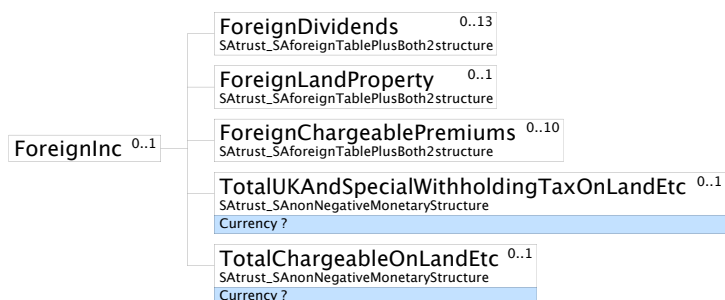 ForeignDividends 0..13
SAtrust_SAforeignTablePlusBoth2structure
ForeignLandProperty 0..1
SAtrust_SAforeignTablePlusBoth2structure
ForeignInc 0..1
ForeignChargeablePremiums 0..10
SAtrust_SAforeignTablePlusBoth2structure
TotalUKAndSpecialWithholdingTaxOnLandEtc 0..1
SAtrust_SAnonNegativeMonetaryStructure
Currency ?
TotalChargeableOnLandEtc 0..1
SAtrust_SAnonNegativeMonetaryStructure
Currency ?